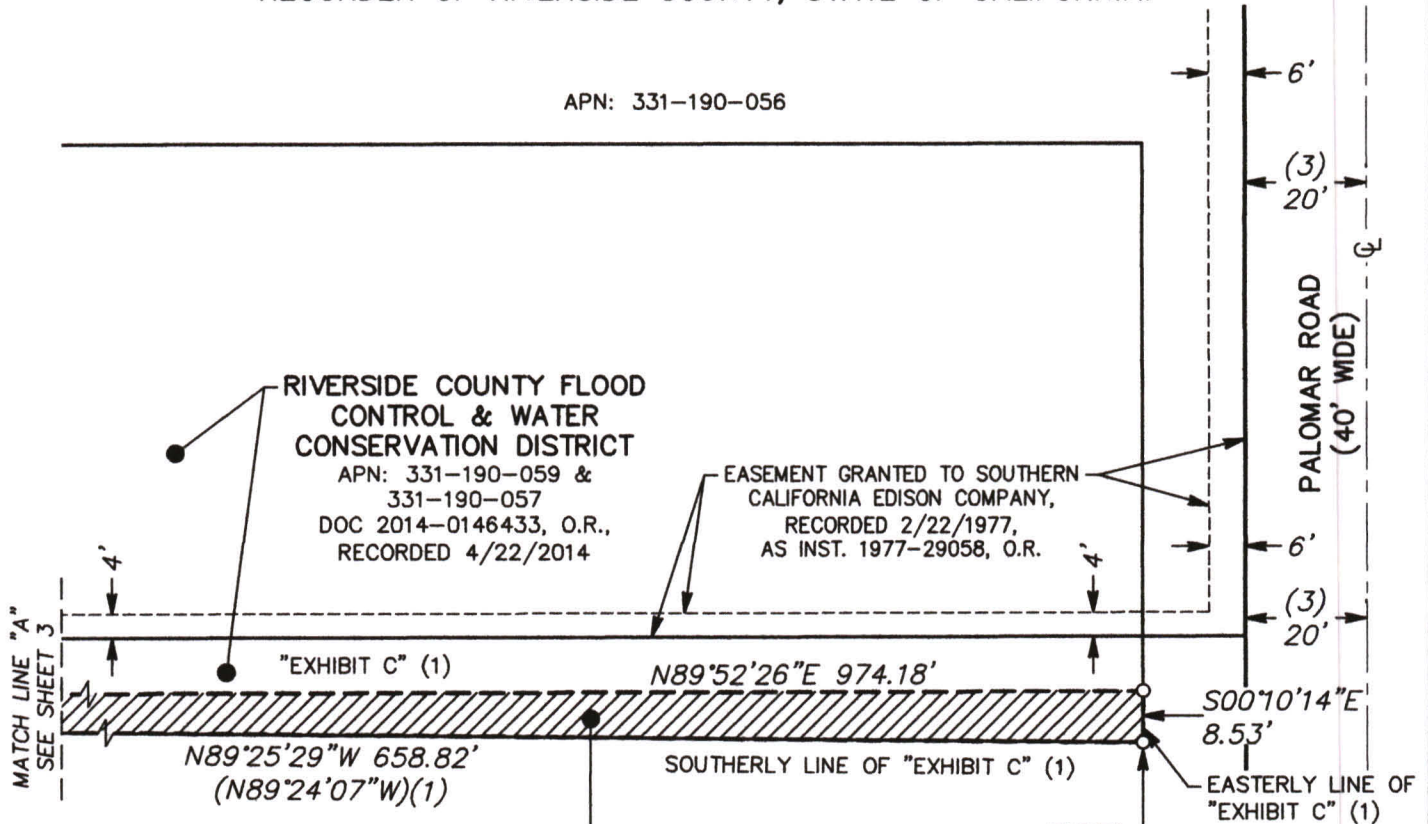 APN: 331-190-056
6'
(3)
20'
℄
PALOMAR ROAD
(40' WIDE)
RIVERSIDE COUNTY FLOOD
CONTROL & WATER
CONSERVATION DISTRICT
APN: 331-190-059 &
331-190-057
DOC 2014-0146433, O.R.,
RECORDED 4/22/2014
EASEMENT GRANTED TO SOUTHERN
CALIFORNIA EDISON COMPANY,
RECORDED 2/22/1977,
AS INST. 1977-29058, O.R.
4'
4'
6'
(3)
20'
MATCH LINE "A"
SEE SHEET 3
"EXHIBIT C" (1)
N89°52'26"E 974.18'
S00°10'14"E
8.53'
N89°25'29"W 658.82'
(N89°24'07"W)(1)
SOUTHERLY LINE OF "EXHIBIT C" (1)
EASTERLY LINE OF
"EXHIBIT C" (1)